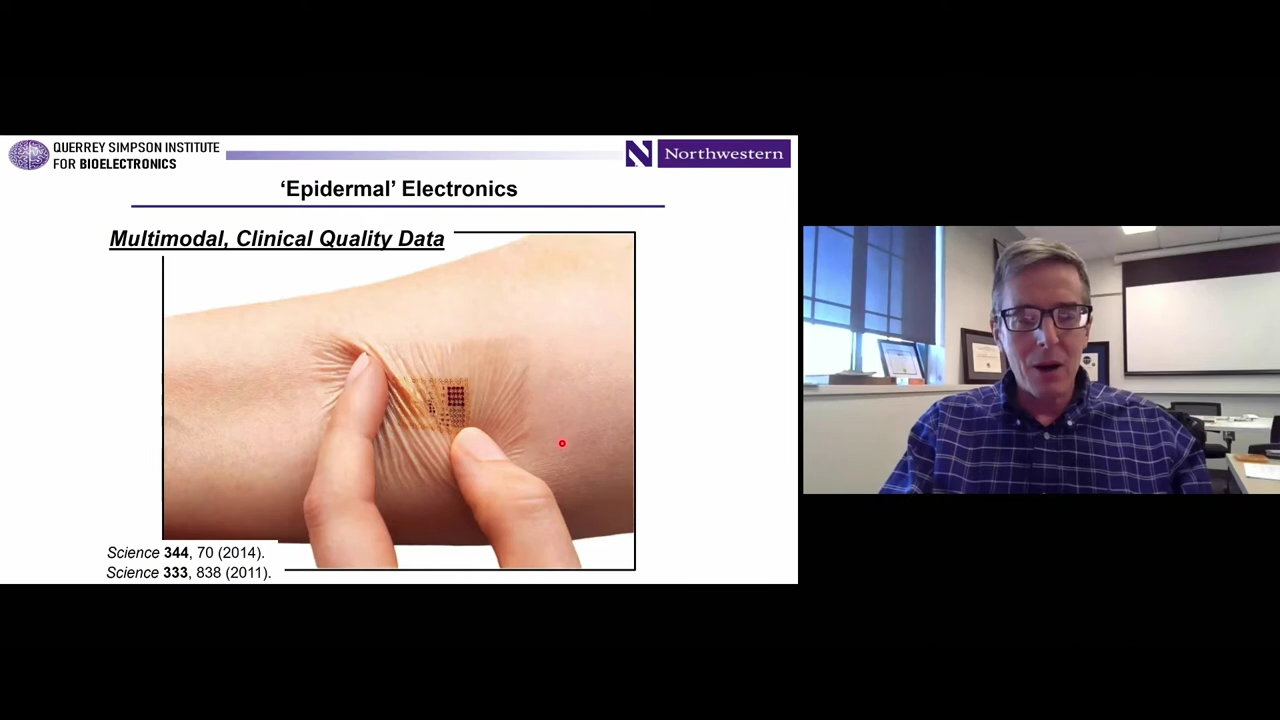 QUERREY SIMPSON INSTITUTE
FOR BIOELECTRONICS
N Northwestern
‘Epidermal’ Electronics
Multimodal, Clinical Quality Data
Science 344, 70 (2014).
Science 333, 838 (2011).